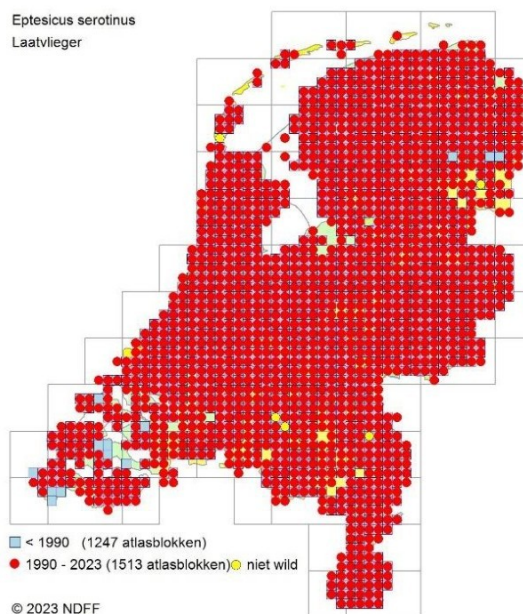 Eptesicus serotinus
Laatvlieger
< 1990 (1247 atlasblokken)
1990 - 2023 (1513 atlasblokken) niet wild
© 2023 NDFF